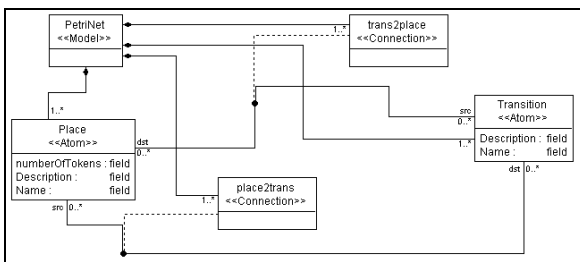 PetriNet
<<Model>>
trans2place
<<Connection>>
1..*
1..*
Place
<<Atom>>
numberOfTokens : field
Description : field
Name : field
dst
0..*
src
0..*
Transition
<<Atom>>
Description : field
Name : field
1..*
place2trans
<<Connection>>
1..*
src 0..*
dst 0..*